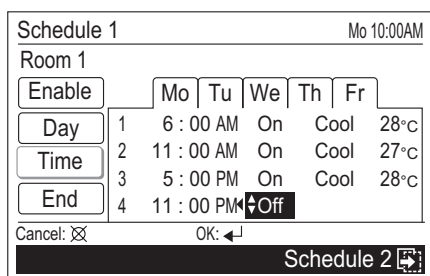 Schedule 1 Mo 10:00AM
Room 1
Enable Mo Tu We Th Fr
Day 1 6 : 00 AM On Cool 28°C
Time 2 11 : 00 AM On Cool 27°C
3 5 : 00 PM On Cool 28°C
End 4 11 : 00 PM Off
Cancel: OK:
Schedule 2